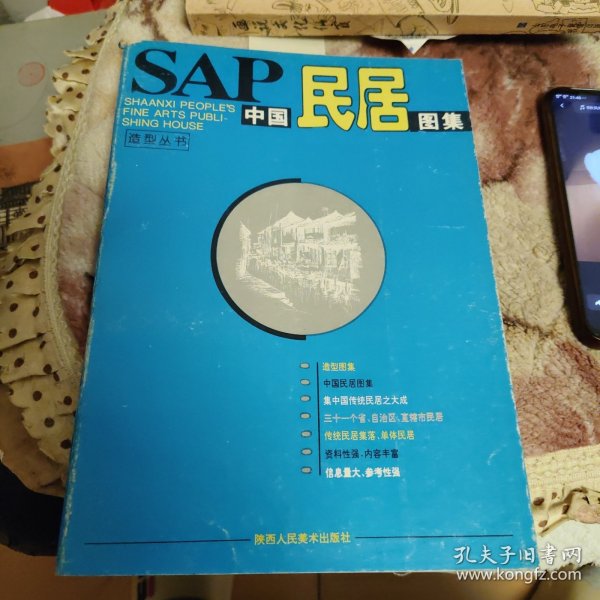 SAP
SHAANXI PEOPLE'S
FINE ARTS PUBLI-
SHING HOUSE
造型丛书
中国民居图集
造型图集
中国民居图集
集中国传统民居之大成
三十一个省、自治区、直辖市民居
传统民居集落、单体民居
资料性强、内容丰富
信息量大、参考性强
陕西人民美术出版社
孔夫子旧书网
www.kongfz.com